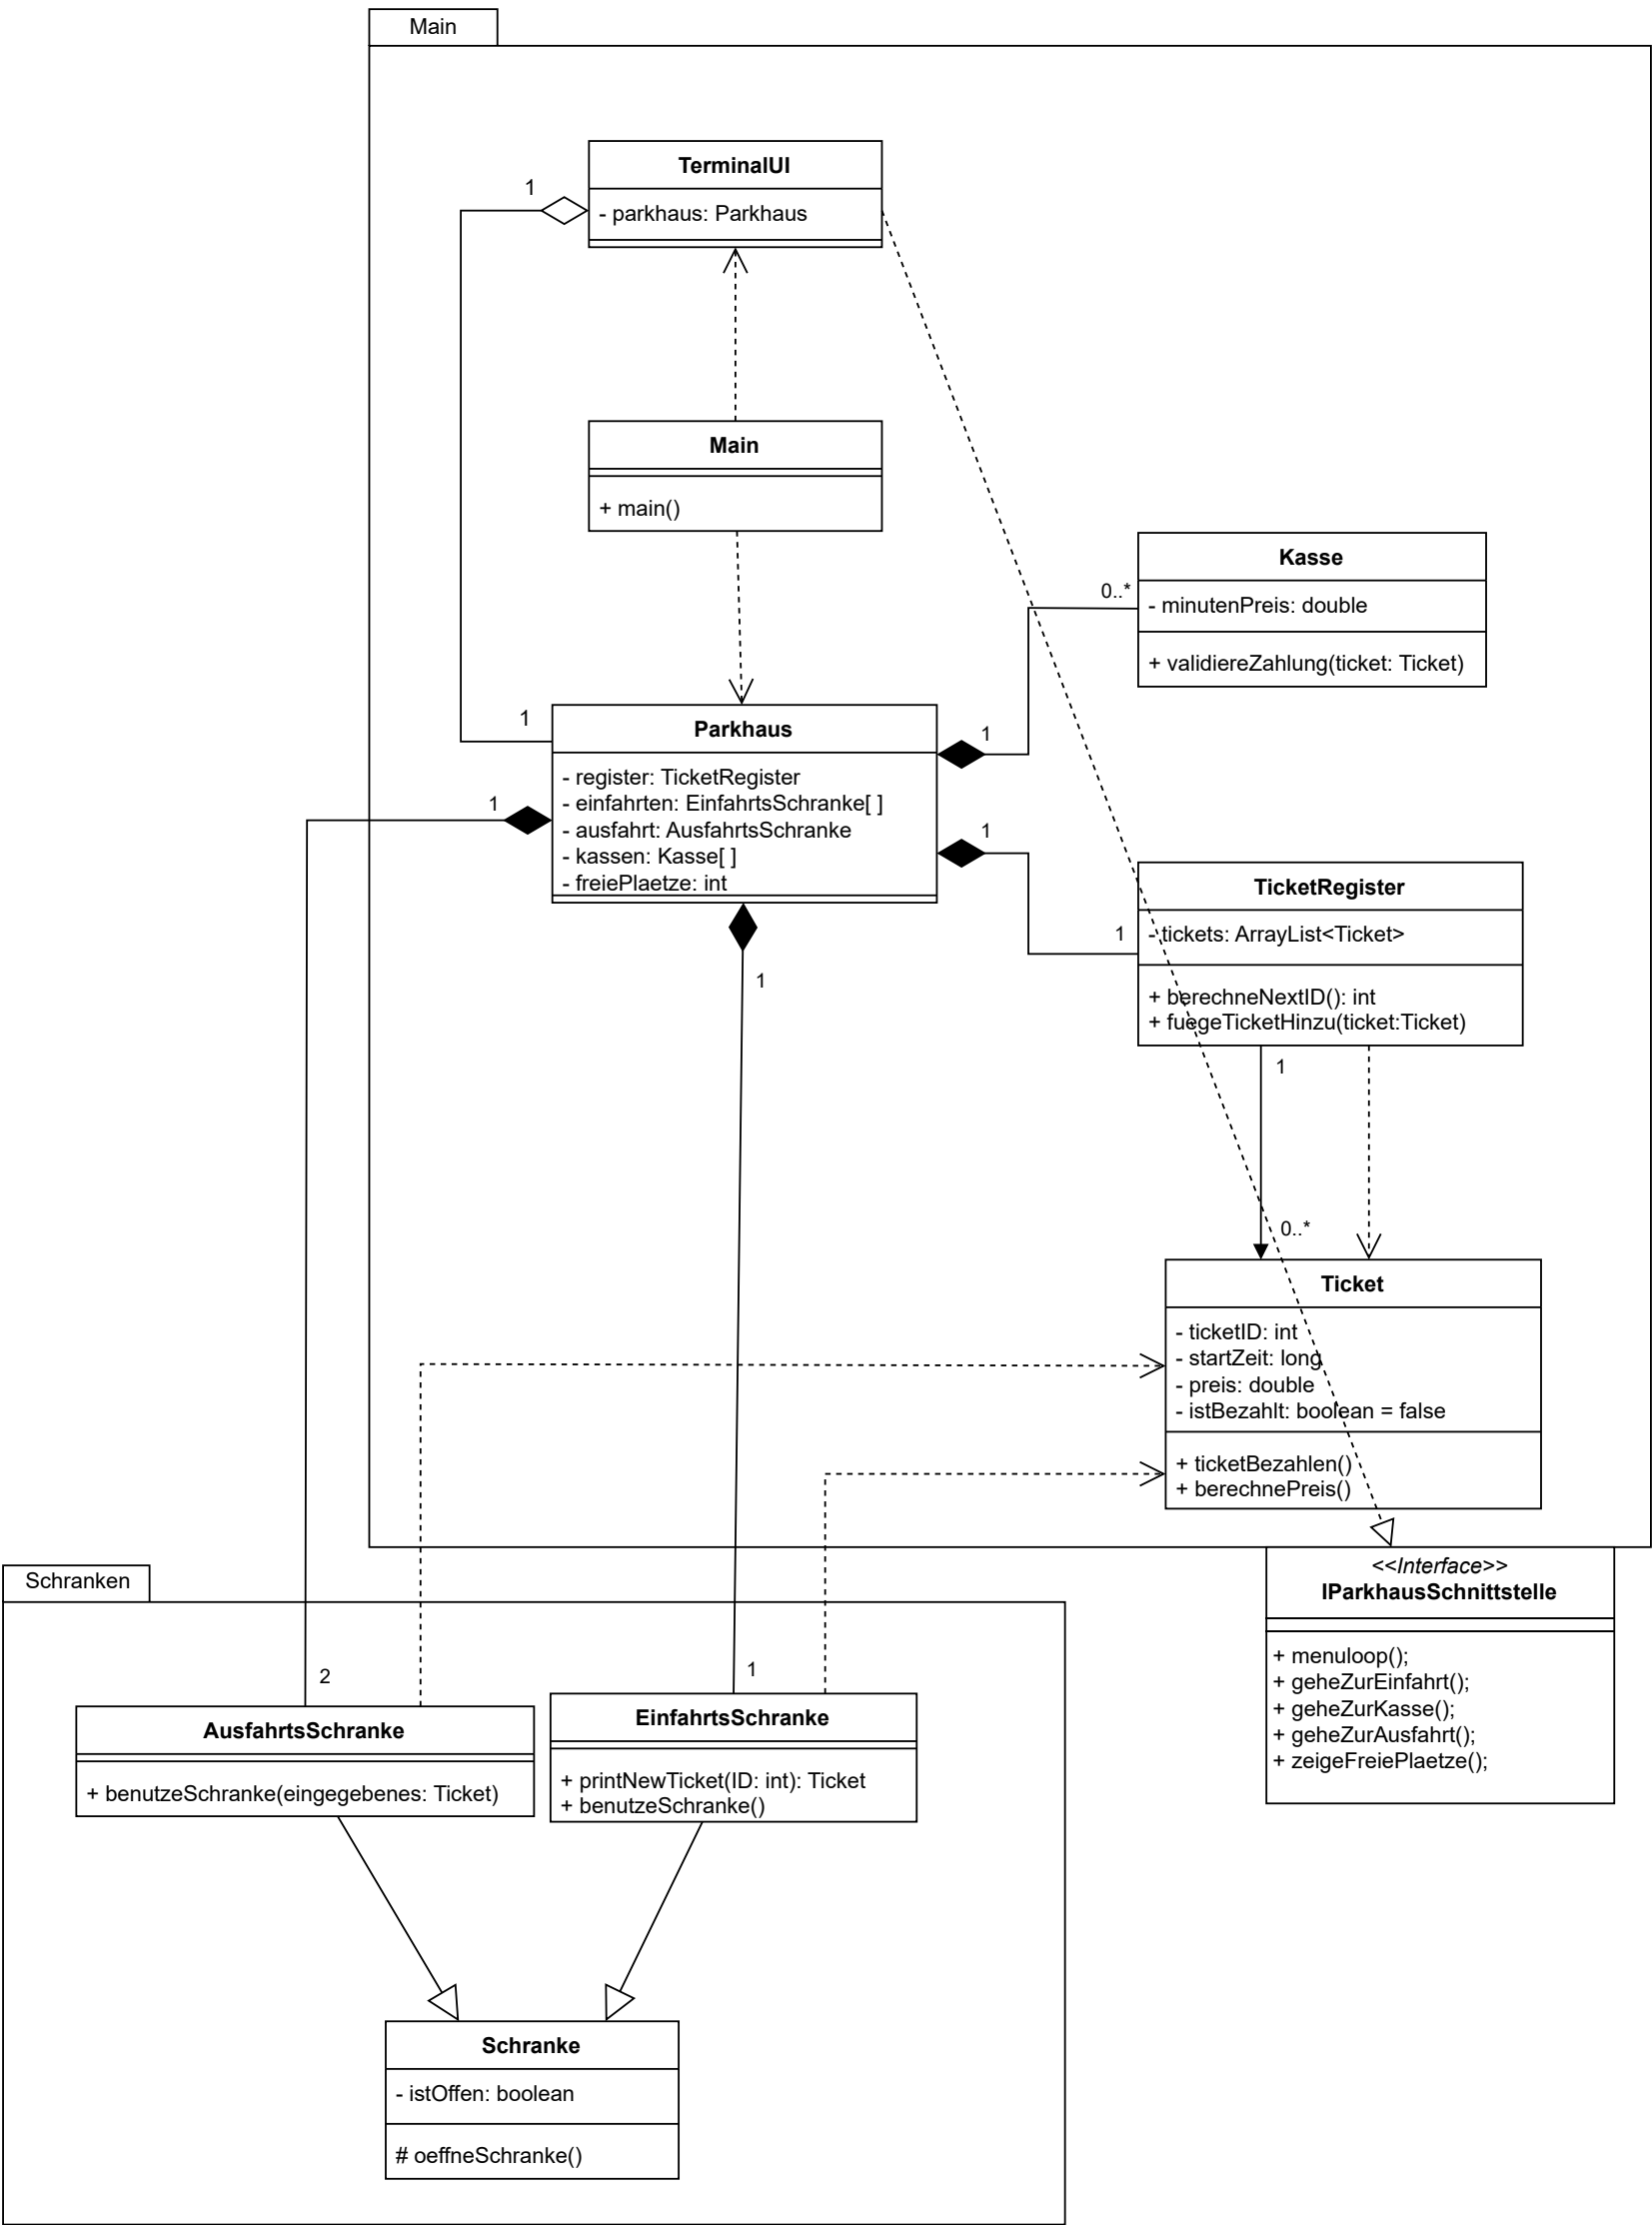 Main
TerminalUI
- parkhaus: Parkhaus
1
Main
+ main()
Kasse
- minutenPreis: double
+ validiereZahlung(ticket: Ticket)
0..*
1
1
Parkhaus
- register: TicketRegister
- einfahrten: EinfahrtsSchranke[ ]
- ausfahrt: AusfahrtsSchranke
- kassen: Kasse[ ]
- freiePlaetze: int
1
1
1
1
TicketRegister
- tickets: ArrayList<Ticket>
+ berechneNextID(): int
+ fuegeTicketHinzu(ticket:Ticket)
1
0..*
Ticket
- ticketID: int
- startZeit: long
- preis: double
- istBezahlt: boolean = false
+ ticketBezahlen()
+ berechnePreis()
<<Interface>>
IParkhausSchnittstelle
+ menuloop();
+ geheZurEinfahrt();
+ geheZurKasse();
+ geheZurAusfahrt();
+ zeigeFreiePlaetze();
Schranken
2
1
AusfahrtsSchranke
+ benutzeSchranke(eingegebenes: Ticket)
EinfahrtsSchranke
+ printNewTicket(ID: int): Ticket
+ benutzeSchranke()
Schranke
- istOffen: boolean
# oeffneSchranke()